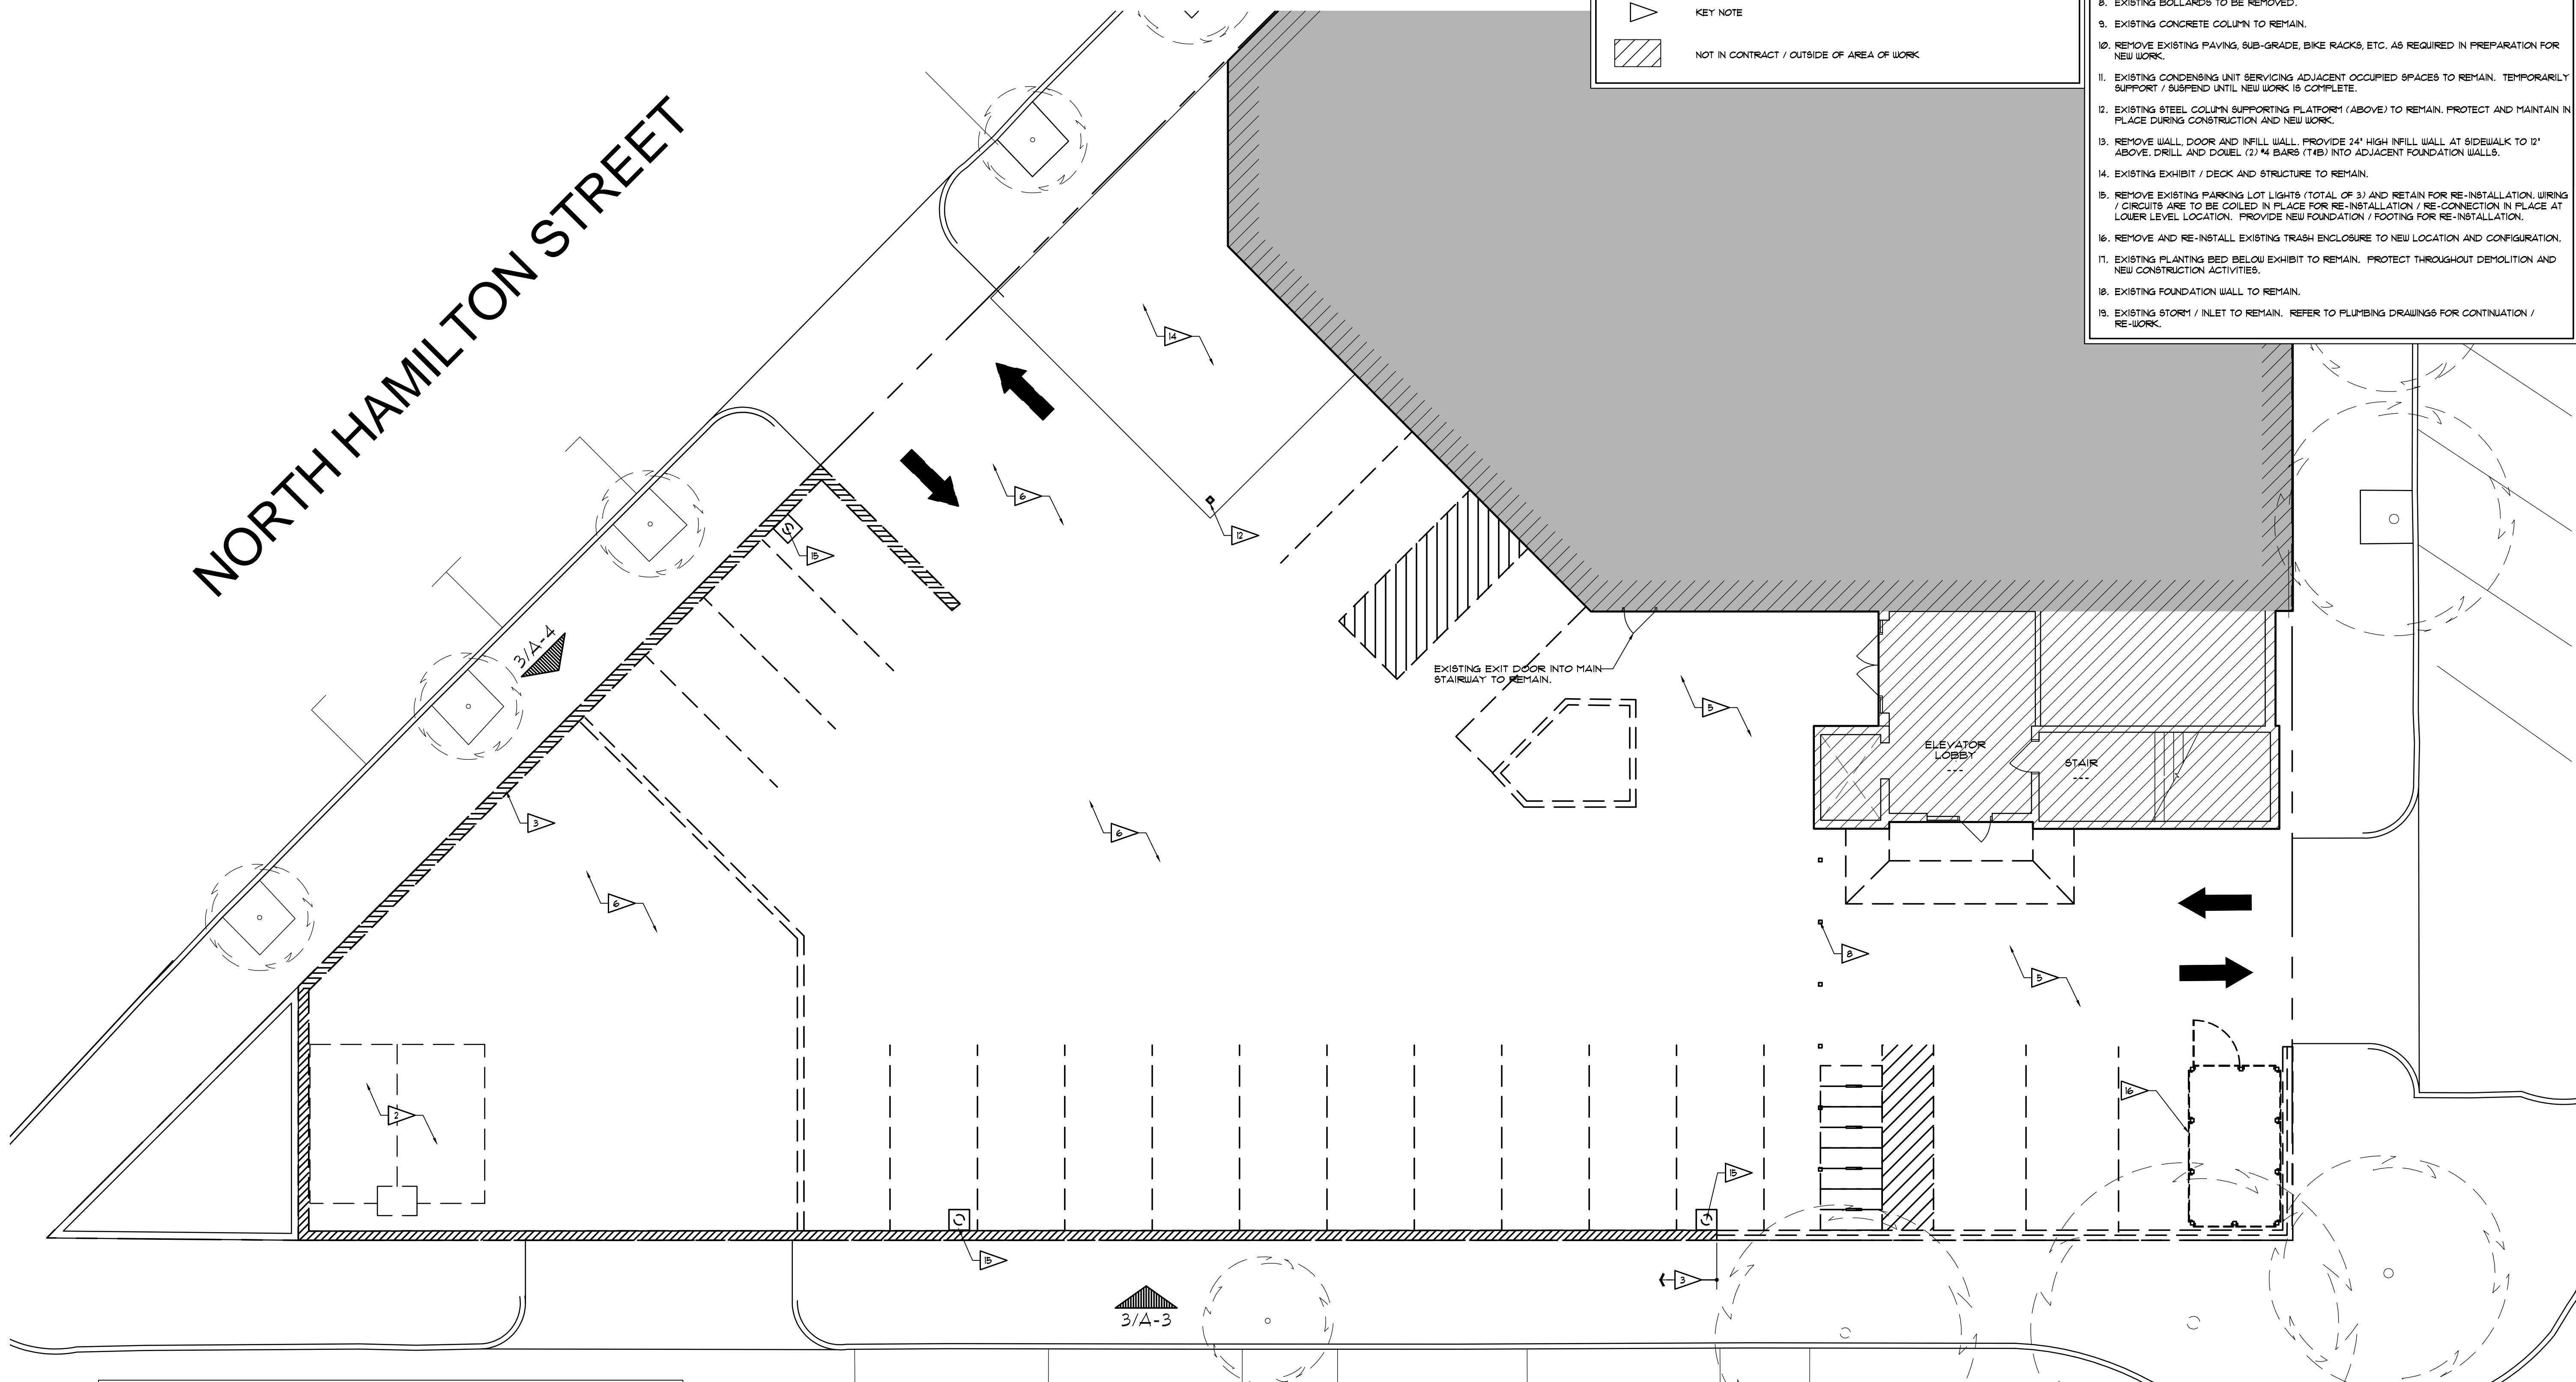 KEY NOTE
NOT IN CONTRACT / OUTSIDE OF AREA OF WORK
8. EXISTING BOLLARDS TO BE REMOVED.
9. EXISTING CONCRETE COLUMN TO REMAIN.
10. REMOVE EXISTING PAVING, SUB-GRADE, BIKE RACKS, ETC. AS REQUIRED IN PREPARATION FOR
NEW WORK.
11. EXISTING CONDENSING UNIT SERVICING ADJACENT OCCUPIED SPACES TO REMAIN. TEMPORARILY
SUPPORT / SUSPEND UNTIL NEW WORK IS COMPLETE.
12. EXISTING STEEL COLUMN SUPPORTING PLATFORM (ABOVE) TO REMAIN. PROTECT AND MAINTAIN IN
PLACE DURING CONSTRUCTION AND NEW WORK.
13. REMOVE WALL, DOOR AND INFILL WALL. PROVIDE 24" HIGH INFILL WALL AT SIDEWALK TO 12"
ABOVE. DRILL AND DOWEL (2) #4 BARS (T&B) INTO ADJACENT FOUNDATION WALLS.
14. EXISTING EXHIBIT / DECK AND STRUCTURE TO REMAIN.
15. REMOVE EXISTING PARKING LOT LIGHTS (TOTAL OF 3) AND RETAIN FOR RE-INSTALLATION. WIRING
/ CIRCUITS ARE TO BE COILED IN PLACE FOR RE-INSTALLATION / RE-CONNECTION IN PLACE AT
LOWER LEVEL LOCATION. PROVIDE NEW FOUNDATION / FOOTING FOR RE-INSTALLATION.
16. REMOVE AND RE-INSTALL EXISTING TRASH ENCLOSURE TO NEW LOCATION AND CONFIGURATION.
17. EXISTING PLANTING BED BELOW EXHIBIT TO REMAIN. PROTECT THROUGHOUT DEMOLITION AND
NEW CONSTRUCTION ACTIVITIES.
18. EXISTING FOUNDATION WALL TO REMAIN.
19. EXISTING STORM / INLET TO REMAIN. REFER TO PLUMBING DRAWINGS FOR CONTINUATION /
RE-WORK.
NORTH HAMILTON STREET
14
6
12
15
3/A-4
EXISTING EXIT DOOR INTO MAIN
STAIRWAY TO REMAIN.
5
ELEVATOR
LOBBY
---
STAIR
---
3
6
6
8
5
2
16
15
15
3
3/A-3